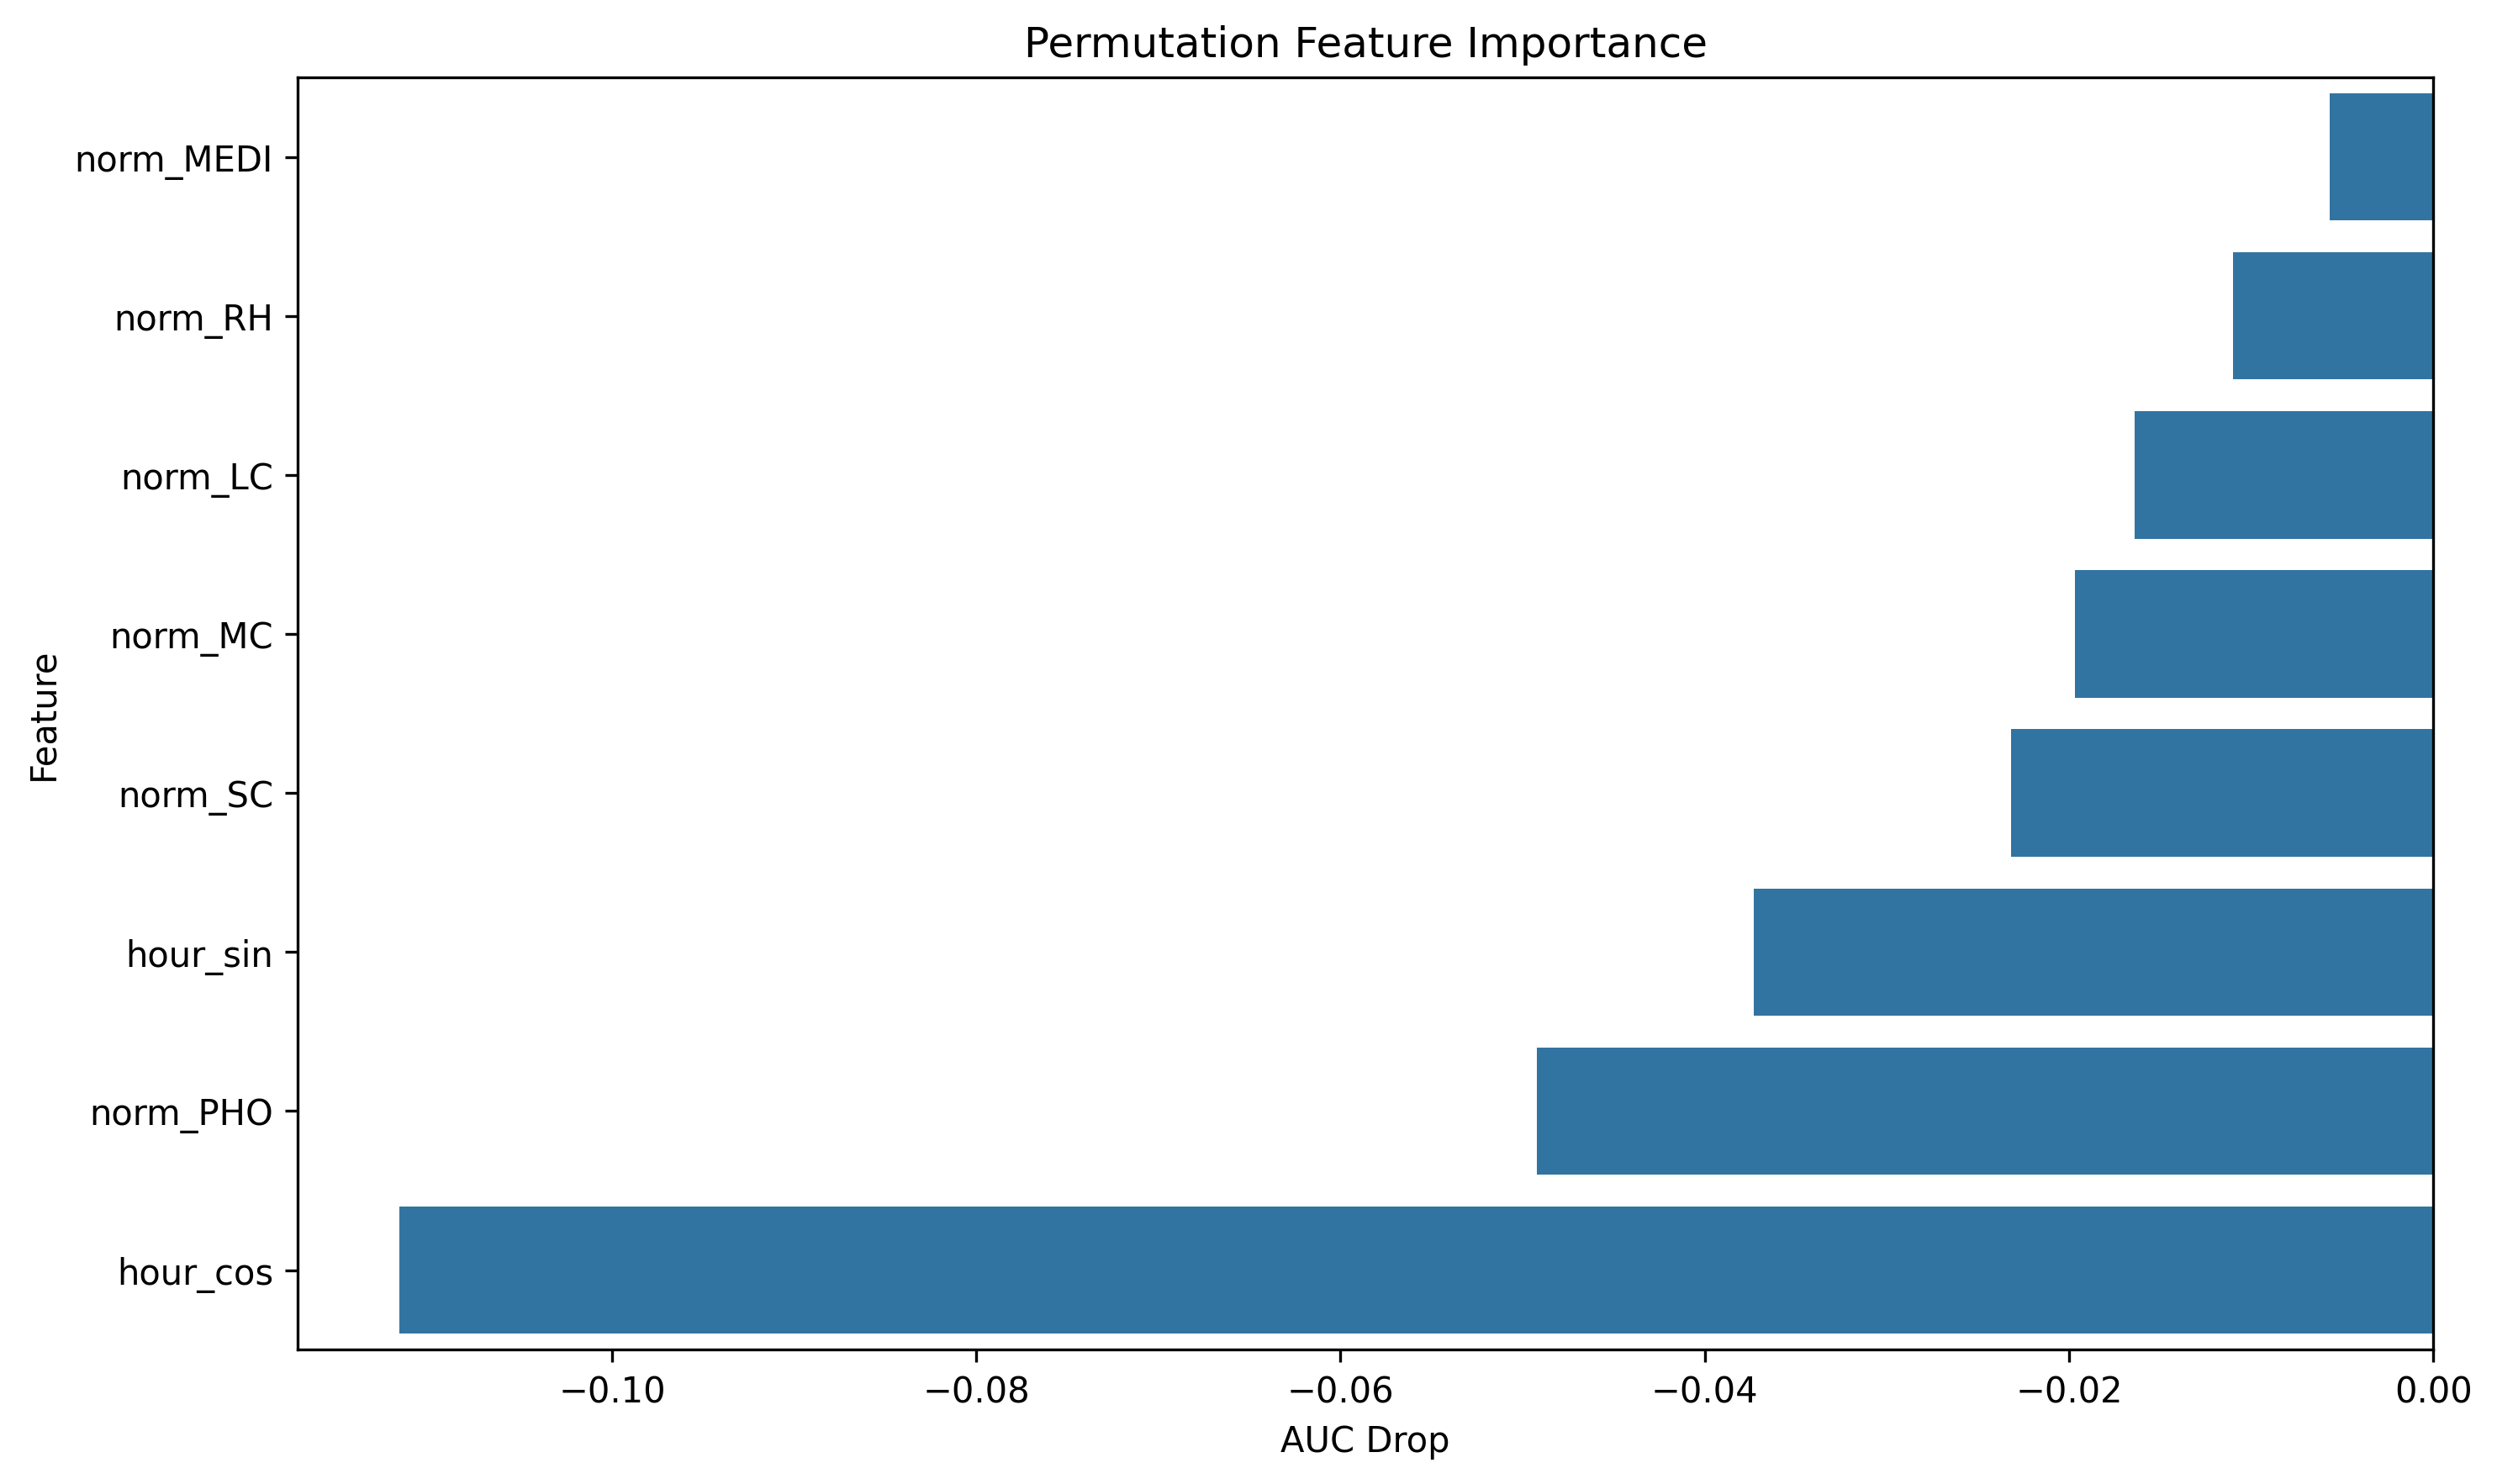 Permutation Feature Importance
norm_MEDI
norm_RH
norm_LC
norm_MC
norm_SC
hour_sin
norm_PHO
hour_cos
Feature
−0.10 −0.08 −0.06 −0.04 −0.02 0.00
AUC Drop